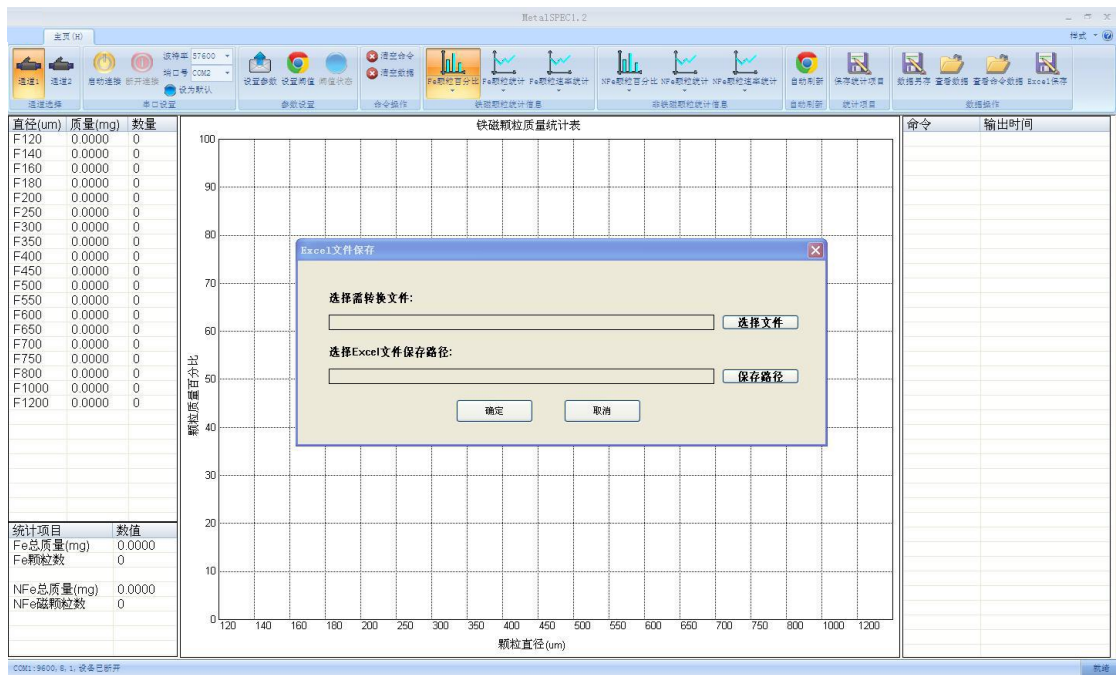 MetalSPEC1.2
主页(H)
样式
通道1 通道2
通道选择
启动连接 断开连接
波特率 57600
端口号 COM2
设为默认
串口设置
设置参数 设置阈值 阈值状态
参数设置
清空命令
清空数据
命令操作
Fe颗粒百分比 Fe颗粒统计 Fe颗粒速率统计
铁磁颗粒统计信息
NFe颗粒百分比 NFe颗粒统计 NFe颗粒速率统计
非铁磁颗粒统计信息
自动刷新
自动刷新
保存统计项目
统计项目
数据另存 查看数据 查看命令数据 Excel保存
数据操作
直径(um) 质量(mg) 数量
F120 0.0000 0
F140 0.0000 0
F160 0.0000 0
F180 0.0000 0
F200 0.0000 0
F250 0.0000 0
F300 0.0000 0
F350 0.0000 0
F400 0.0000 0
F450 0.0000 0
F500 0.0000 0
F550 0.0000 0
F600 0.0000 0
F650 0.0000 0
F700 0.0000 0
F750 0.0000 0
F800 0.0000 0
F1000 0.0000 0
F1200 0.0000 0
统计项目 数值
Fe总质量(mg) 0.0000
Fe颗粒数 0
NFe总质量(mg) 0.0000
NFe磁颗粒数 0
铁磁颗粒质量统计表
颗粒质量百分比
100
90
80
70
60
50
40
30
20
10
0
120 140 160 180 200 250 300 350 400 450 500 550 600 650 700 750 800 1000 1200
颗粒直径(um)
Excel文件保存
选择需转换文件:
选择文件
选择Excel文件保存路径:
保存路径
确定 取消
命令 输出时间
COM1:9600,8,1,设备已断开
就绪